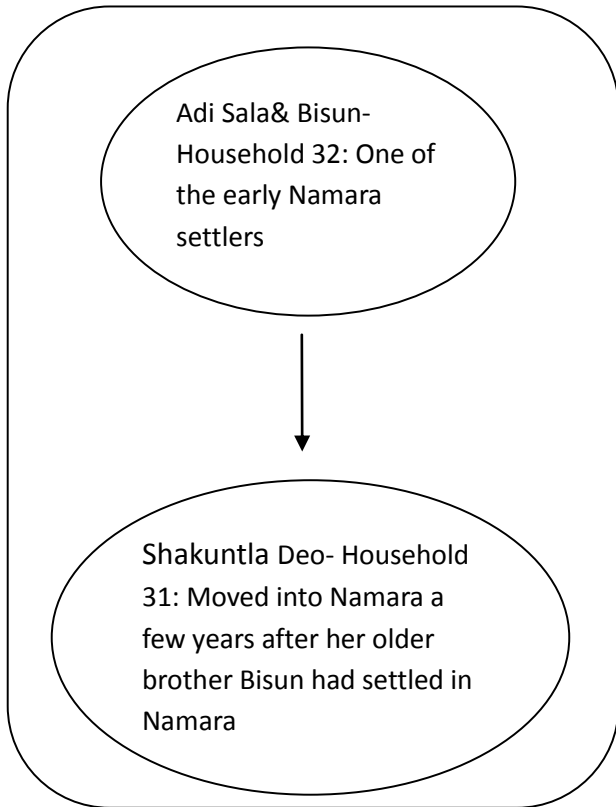 Adi Sala& Bisun-
Household 32: One of
the early Namara
settlers
Shakuntla Deo- Household
31: Moved into Namara a
few years after her older
brother Bisun had settled in
Namara